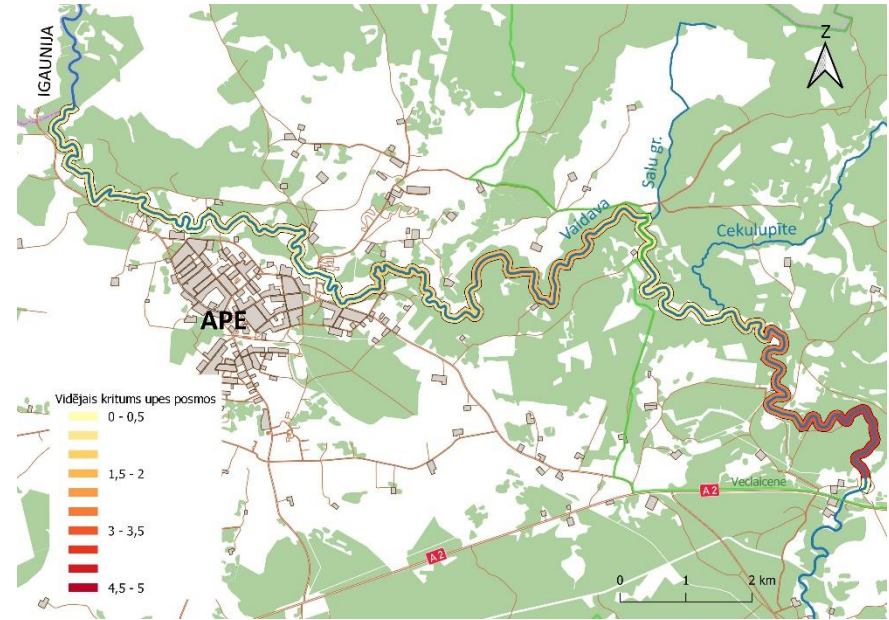 IGAUNIJA
Z
Salu gr.
Vaidava
Cekulupīte
APE
Vidējais kritums upes posmos
0 - 0,5
1,5 - 2
3 - 3,5
4,5 - 5
Veclaicene
A2
A2
0 1 2 km